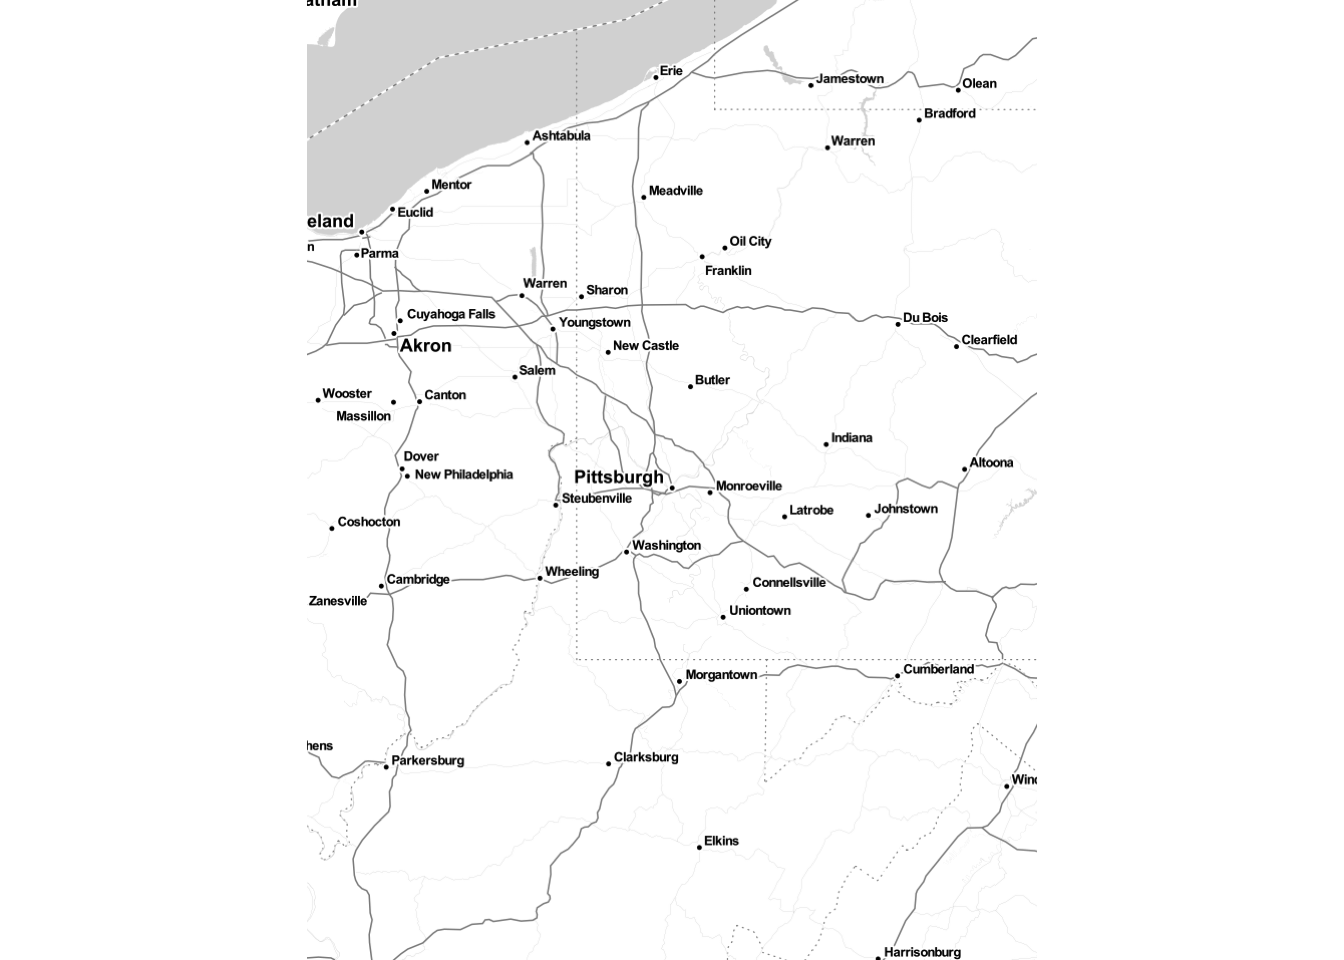 atham
Erie
Jamestown
Olean
Bradford
Ashtabula
Warren
Mentor
Meadville
Euclid
eland
n
Parma
Oil City
Franklin
Warren
Sharon
Cuyahoga Falls
Youngstown
Du Bois
Akron
New Castle
Clearfield
Salem
Butler
Wooster
Canton
Massillon
Indiana
Dover
New Philadelphia
Pittsburgh
Altoona
Steubenville
Monroeville
Latrobe
Johnstown
Coshocton
Washington
Wheeling
Cambridge
Connellsville
Zanesville
Uniontown
Morgantown
Cumberland
hens
Parkersburg
Clarksburg
Winc
Elkins
Harrisonburg